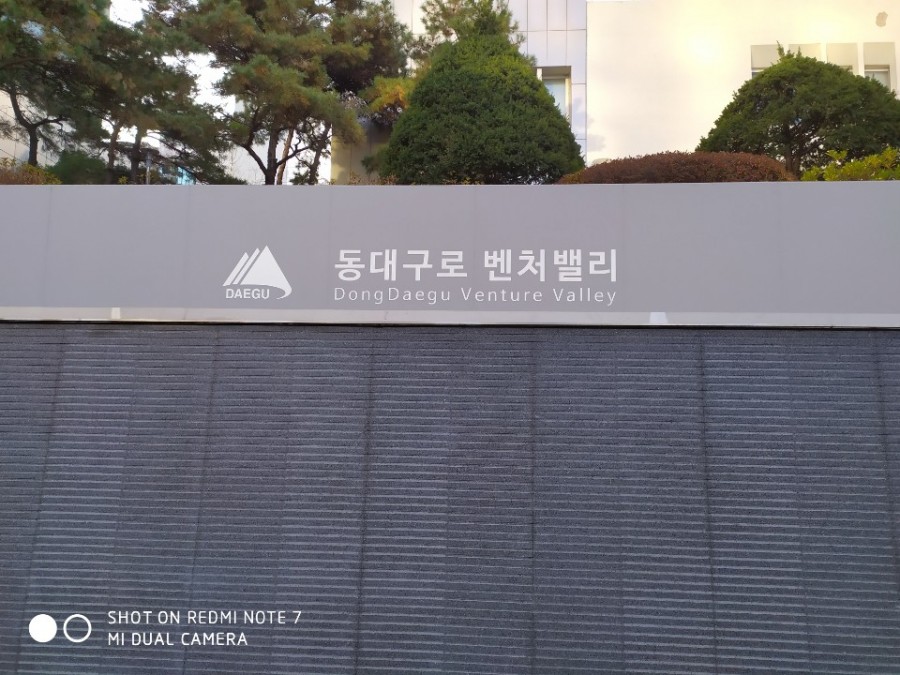 동대구로 벤처밸리
DAEGU
DongDaegu Venture Valley
SHOT ON REDMI NOTE 7
MI DUAL CAMERA